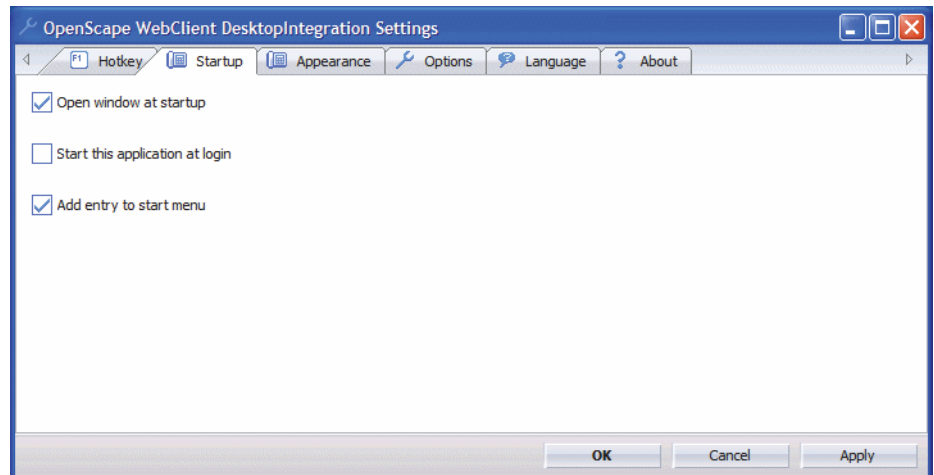 OpenScape WebClient DesktopIntegration Settings
F1 Hotkey Startup Appearance Options Language ? About
Open window at startup
Start this application at login
Add entry to start menu
OK Cancel Apply